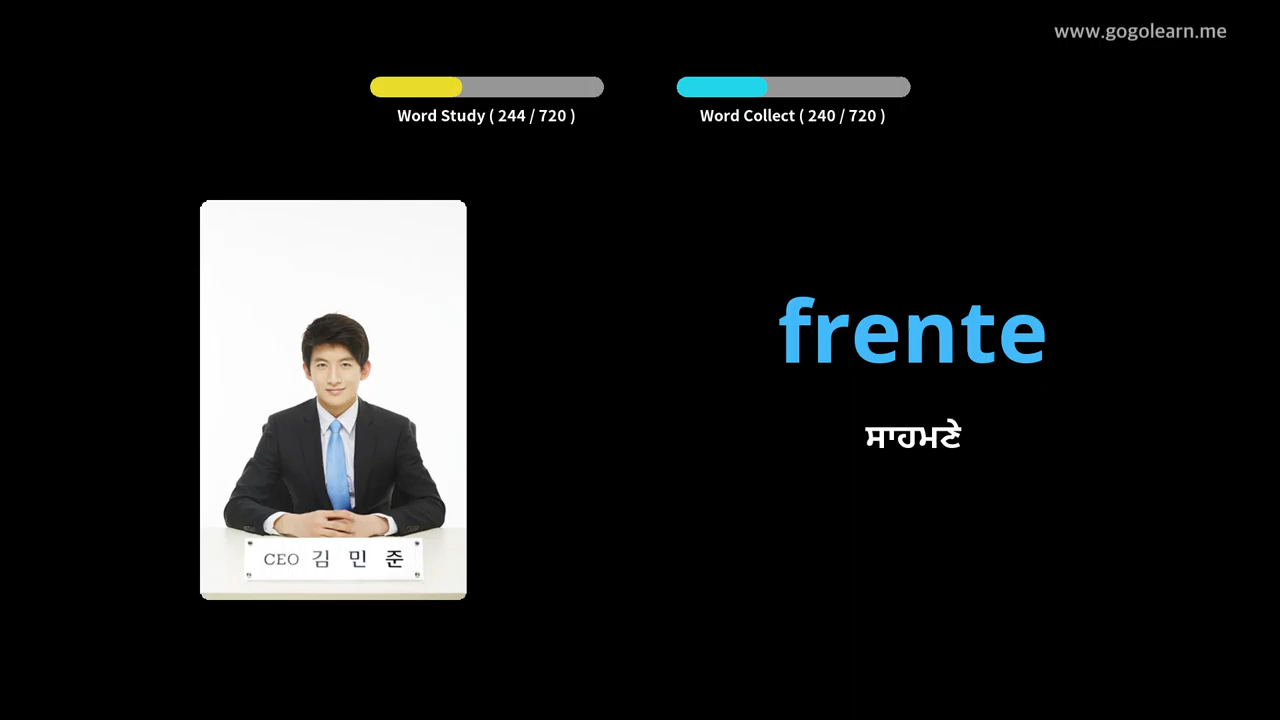 www.gogolearn.me
Word Study ( 244 / 720 )
Word Collect ( 240 / 720 )
frente
ਸਾਹਮਣੇ
CEO 김 민 준